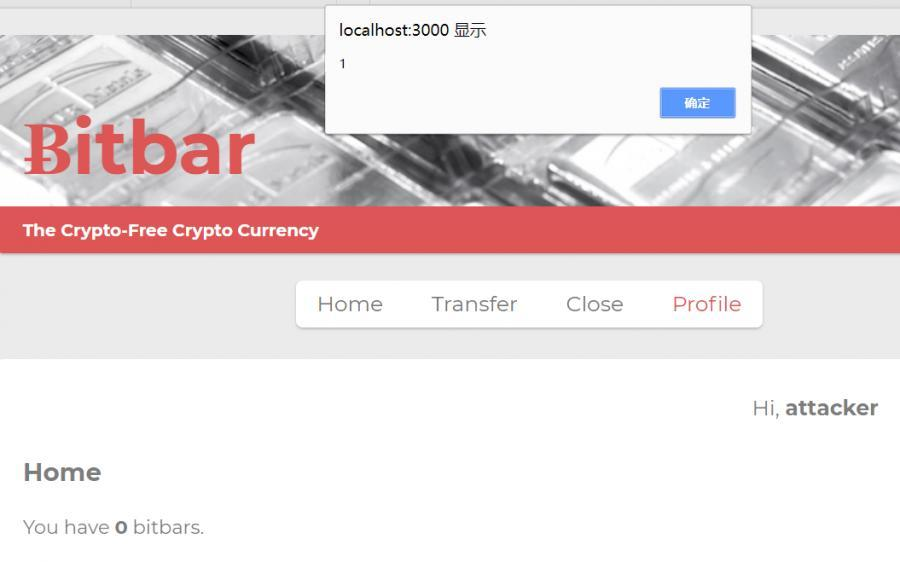 localhost:3000 显示
1
确定
Ƀitbar
The Crypto-Free Crypto Currency
Home Transfer Close Profile
Hi, attacker
Home
You have 0 bitbars.